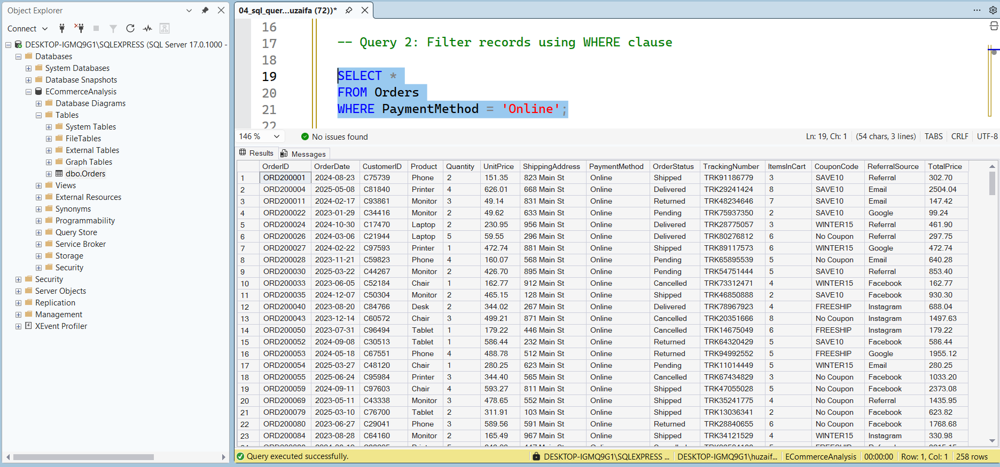 Object Explorer
Connect
DESKTOP-IGMQ9G1\SQLEXPRESS (SQL Server 17.0.1000 -
Databases
System Databases
Database Snapshots
ECommerceAnalysis
Database Diagrams
Tables
System Tables
FileTables
External Tables
Graph Tables
dbo.Orders
Views
External Resources
Synonyms
Programmability
Query Store
Service Broker
Storage
Security
Security
Server Objects
Replication
Management
XEvent Profiler
04_sql_quer...uzaifa (72))*
16
17 -- Query 2: Filter records using WHERE clause
18
19 SELECT *
20 FROM Orders
21 WHERE PaymentMethod = 'Online';
22
146 % No issues found Ln: 19, Ch: 1 (54 chars, 3 lines) TABS CRLF UTF-8
Results Messages
OrderID OrderDate CustomerID Product Quantity UnitPrice ShippingAddress PaymentMethod OrderStatus TrackingNumber ItemsInCart CouponCode ReferralSource TotalPrice
1 ORD200001 2024-08-23 C75739 Phone 2 151.35 823 Main St Online Shipped TRK91186779 3 SAVE10 Referral 302.70
2 ORD200004 2025-05-08 C81840 Printer 4 626.01 668 Main St Online Delivered TRK29241424 8 SAVE10 Email 2504.04
3 ORD200011 2024-02-17 C93861 Monitor 3 49.14 831 Main St Online Returned TRK48234646 7 SAVE10 Email 147.42
4 ORD200022 2023-01-29 C34416 Monitor 2 49.62 633 Main St Online Pending TRK75937350 2 SAVE10 Google 99.24
5 ORD200024 2024-10-30 C17470 Laptop 2 230.95 956 Main St Online Delivered TRK28775057 3 WINTER15 Referral 461.90
6 ORD200026 2024-03-06 C21944 Laptop 5 59.55 296 Main St Online Delivered TRK80276812 6 No Coupon Referral 297.75
7 ORD200027 2024-02-22 C97593 Printer 1 472.74 881 Main St Online Shipped TRK89117573 6 WINTER15 Google 472.74
8 ORD200028 2023-11-21 C59823 Phone 4 160.07 568 Main St Online Pending TRK65895539 5 No Coupon Email 640.28
9 ORD200030 2025-03-22 C44267 Monitor 2 426.70 895 Main St Online Pending TRK54751444 5 SAVE10 Referral 853.40
10 ORD200033 2023-06-05 C52184 Chair 1 162.77 912 Main St Online Cancelled TRK73312471 4 WINTER15 Facebook 162.77
11 ORD200035 2024-12-07 C50304 Monitor 2 465.15 128 Main St Online Shipped TRK46850888 2 SAVE10 Facebook 930.30
12 ORD200040 2023-08-20 C84766 Desk 2 344.02 267 Main St Online Delivered TRK78967923 4 FREESHIP Instagram 688.04
13 ORD200043 2023-12-14 C60572 Chair 3 499.21 871 Main St Online Cancelled TRK20351666 8 No Coupon Instagram 1497.63
14 ORD200050 2023-07-31 C96494 Tablet 1 179.22 446 Main St Online Cancelled TRK14675049 6 FREESHIP Instagram 179.22
15 ORD200052 2024-09-08 C30513 Tablet 1 586.44 232 Main St Online Returned TRK64320429 5 SAVE10 Facebook 586.44
16 ORD200053 2024-05-18 C67551 Phone 4 488.78 512 Main St Online Returned TRK94992552 5 FREESHIP Google 1955.12
17 ORD200054 2025-03-27 C48120 Chair 1 280.25 623 Main St Online Pending TRK11014449 5 WINTER15 Email 280.25
18 ORD200055 2025-06-24 C95984 Printer 3 344.40 565 Main St Online Cancelled TRK67434829 3 No Coupon Facebook 1033.20
19 ORD200059 2024-09-11 C97603 Chair 4 593.27 811 Main St Online Shipped TRK47055028 5 No Coupon Facebook 2373.08
20 ORD200069 2023-05-11 C43338 Monitor 3 478.65 552 Main St Online Shipped TRK35241775 4 No Coupon Referral 1435.95
21 ORD200079 2025-03-10 C76700 Tablet 2 311.91 103 Main St Online Shipped TRK13036341 2 No Coupon Facebook 623.82
22 ORD200080 2023-06-27 C29041 Phone 3 589.56 591 Main St Online Returned TRK28840655 6 No Coupon Facebook 1768.68
23 ORD200084 2023-08-28 C64160 Monitor 2 165.49 967 Main St Online Shipped TRK34121529 4 WINTER15 Instagram 330.98
Query executed successfully. DESKTOP-IGMQ9G1\SQLEXPRESS ... DESKTOP-IGMQ9G1\huzaif... ECommerceAnalysis 00:00:00 Row: 1, Col: 1 258 rows